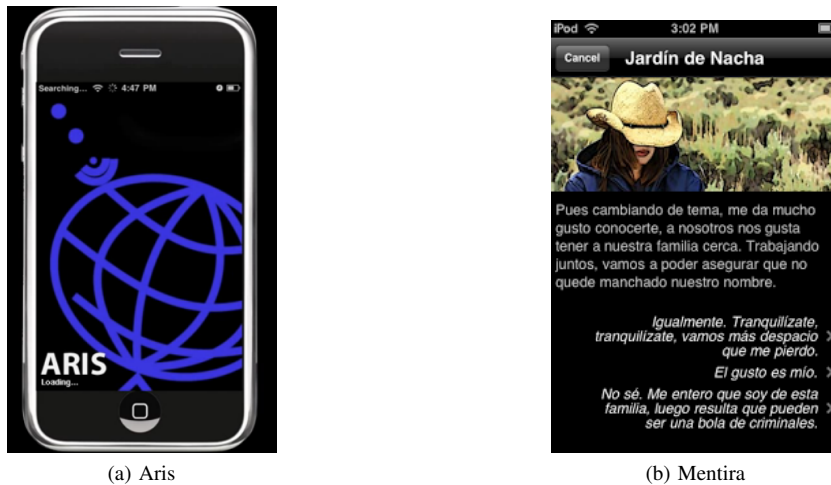 Searching... 4:47 PM
ARIS
Loading...
(a) Aris
iPod 3:02 PM
Cancel Jardín de Nacha
Pues cambiando de tema, me da mucho
gusto conocerte, a nosotros nos gusta
tener a nuestra familia cerca. Trabajando
juntos, vamos a poder asegurar que no
quede manchado nuestro nombre.
Igualmente. Tranquilízate,
tranquilízate, vamos más despacio
que me pierdo.
El gusto es mío.
No sé. Me entero que soy de esta
familia, luego resulta que pueden
ser una bola de criminales.
(b) Mentira